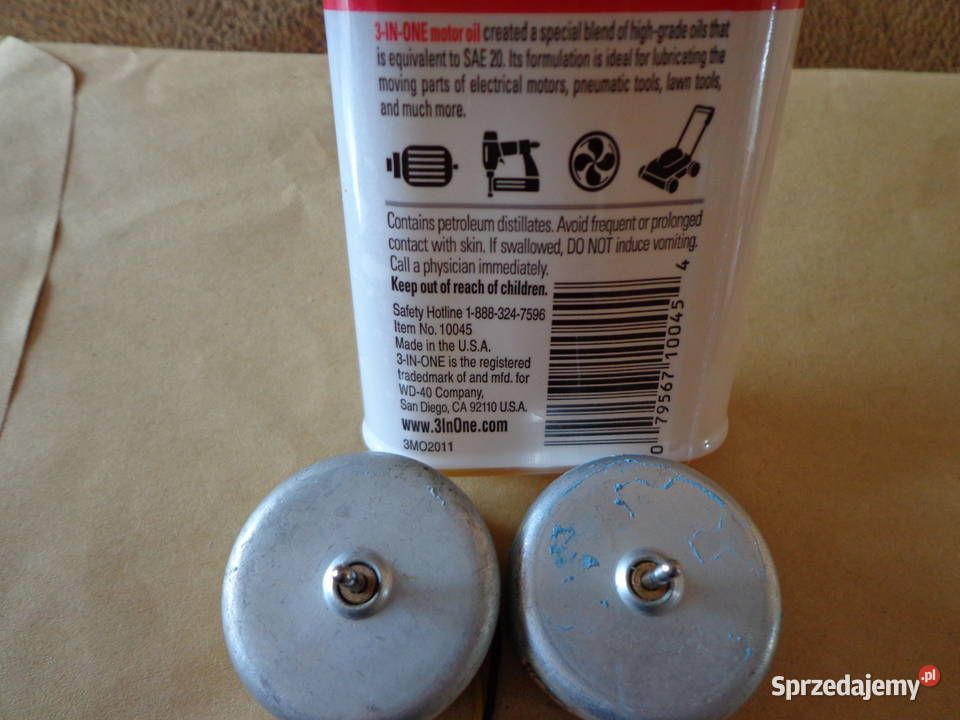 3-IN-ONE motor oil created a special blend of high-grade oils that
is equivalent to SAE 20. Its formulation is ideal for lubricating the
moving parts of electrical motors, pneumatic tools, lawn tools,
and much more.
Contains petroleum distillates. Avoid frequent or prolonged
contact with skin. If swallowed, DO NOT induce vomiting.
Call a physician immediately.
Keep out of reach of children.
Safety Hotline 1-888-324-7596
Item No. 10045
Made in the U.S.A.
3-IN-ONE is the registered
tradedmark of and mfd. for
WD-40 Company,
San Diego, CA 92110 U.S.A.
www.3InOne.com
3MO2011
0 79567 10045 4
Sprzedajemy.pl